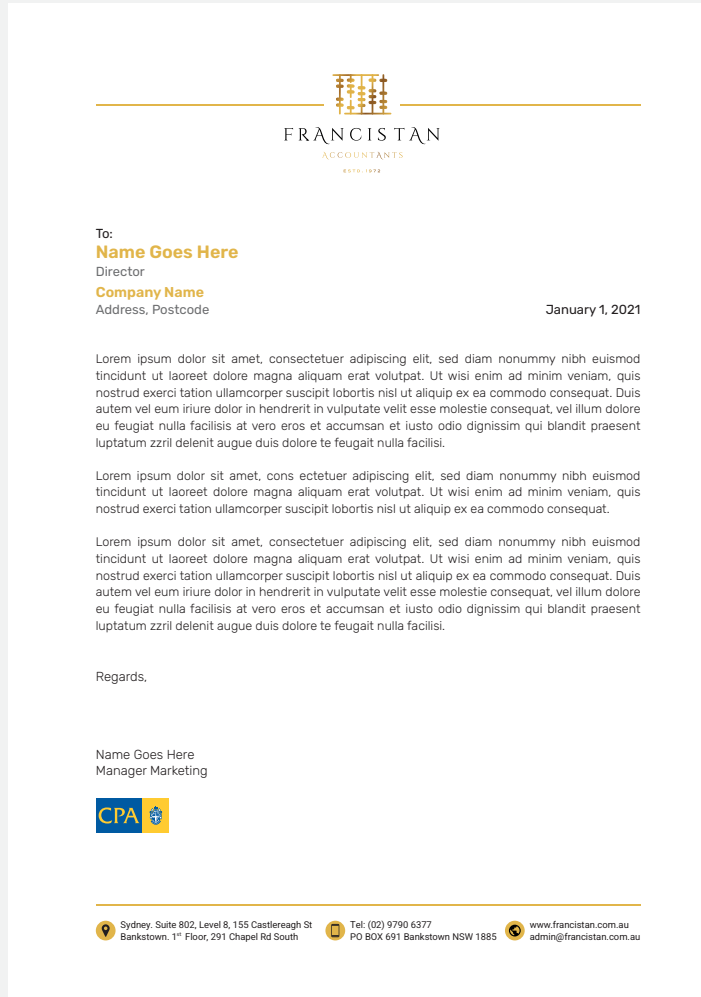 FRANCISTAN
ACCOUNTANTS
ESTD. 1972
To:
Name Goes Here
Director
Company Name
Address, Postcode
January 1, 2021
Lorem ipsum dolor sit amet, consectetuer adipiscing elit, sed diam nonummy nibh euismod
tincidunt ut laoreet dolore magna aliquam erat volutpat. Ut wisi enim ad minim veniam, quis
nostrud exerci tation ullamcorper suscipit lobortis nisl ut aliquip ex ea commodo consequat. Duis
autem vel eum iriure dolor in hendrerit in vulputate velit esse molestie consequat, vel illum dolore
eu feugiat nulla facilisis at vero eros et accumsan et iusto odio dignissim qui blandit praesent
luptatum zzril delenit augue duis dolore te feugait nulla facilisi.
Lorem ipsum dolor sit amet, cons ectetuer adipiscing elit, sed diam nonummy nibh euismod
tincidunt ut laoreet dolore magna aliquam erat volutpat. Ut wisi enim ad minim veniam, quis
nostrud exerci tation ullamcorper suscipit lobortis nisl ut aliquip ex ea commodo consequat.
Lorem ipsum dolor sit amet, consectetuer adipiscing elit, sed diam nonummy nibh euismod
tincidunt ut laoreet dolore magna aliquam erat volutpat. Ut wisi enim ad minim veniam, quis
nostrud exerci tation ullamcorper suscipit lobortis nisl ut aliquip ex ea commodo consequat. Duis
autem vel eum iriure dolor in hendrerit in vulputate velit esse molestie consequat, vel illum dolore
eu feugiat nulla facilisis at vero eros et accumsan et iusto odio dignissim qui blandit praesent
luptatum zzril delenit augue duis dolore te feugait nulla facilisi.
Regards,
Name Goes Here
Manager Marketing
CPA
Sydney. Suite 802, Level 8, 155 Castlereagh St
Bankstown. 1st Floor, 291 Chapel Rd South
Tel: (02) 9790 6377
PO BOX 691 Bankstown NSW 1885
www.francistan.com.au
admin@francistan.com.au